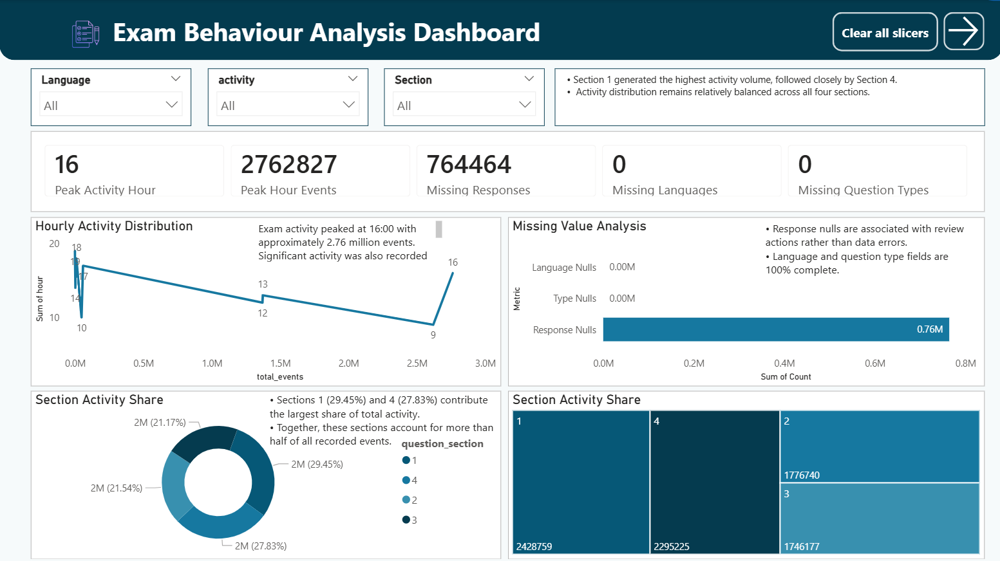 Exam Behaviour Analysis Dashboard
Clear all slicers
Language
All
activity
All
Section
All
• Section 1 generated the highest activity volume, followed closely by Section 4.
• Activity distribution remains relatively balanced across all four sections.
16
Peak Activity Hour
2762827
Peak Hour Events
764464
Missing Responses
0
Missing Languages
0
Missing Question Types
Hourly Activity Distribution
Exam activity peaked at 16:00 with
approximately 2.76 million events.
Significant activity was also recorded
Sum of hour
20
10
18
19
17
14
10
13
12
9
16
0.0M
0.5M
1.0M
1.5M
2.0M
2.5M
3.0M
total_events
Missing Value Analysis
• Response nulls are associated with review
actions rather than data errors.
• Language and question type fields are
100% complete.
Metric
Language Nulls
0.00M
Type Nulls
0.00M
Response Nulls
0.76M
0.0M
0.2M
0.4M
0.6M
0.8M
Sum of Count
Section Activity Share
• Sections 1 (29.45%) and 4 (27.83%) contribute
the largest share of total activity.
• Together, these sections account for more than
half of all recorded events.
2M (21.17%)
2M (29.45%)
2M (21.54%)
2M (27.83%)
question_section
1
4
2
3
Section Activity Share
1
2428759
4
2295225
2
1776740
3
1746177